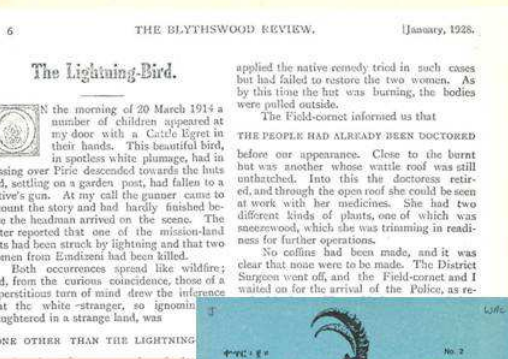 6
THE BLYTHSWOOD REVIEW.
[January, 1928.
The Lightning-Bird.
N the morning of 20 March 1914 a
number of children appeared at
my door with a Cattle Egret in
their hands. This beautiful bird,
in spotless white plumage, had in
ssing over Pirie descended towards the huts
d, settling on a garden post, had fallen to a
tive's gun. At my call the gunner came to
ount the story and had hardly finished be-
e the headman arrived on the scene. The
ter reported that one of the mission-land
ts had been struck by lightning and that two
men from Emdizeni had been killed.
Both occurrences spread like wildfire;
d, from the curious coincidence, those of a
perstitious turn of mind drew the inference
at the white stranger, so ignomin
ughtered in a strange land, was
ONE OTHER THAN THE LIGHTNING-
applied the native remedy tried in such cases
but had failed to restore the two women. As
by this time the hut was burning, the bodies
were pulled outside.
The Field-cornet informed us that
THE PEOPLE HAD ALREADY BEEN DOCTORED
before our appearance. Close to the burnt
hut was another whose wattle roof was still
unthatched. Into this the doctoress retir-
ed, and through the open roof she could be seen
at work with her medicines. She had two
different kinds of plants, one of which was
sneezewood, which she was trimming in readi-
ness for further operations.
No coffins had been made, and it was
clear that none were to be made. The District
Surgeon went off, and the Field-cornet and I
waited on for the arrival of the Police, as re-
No. 2